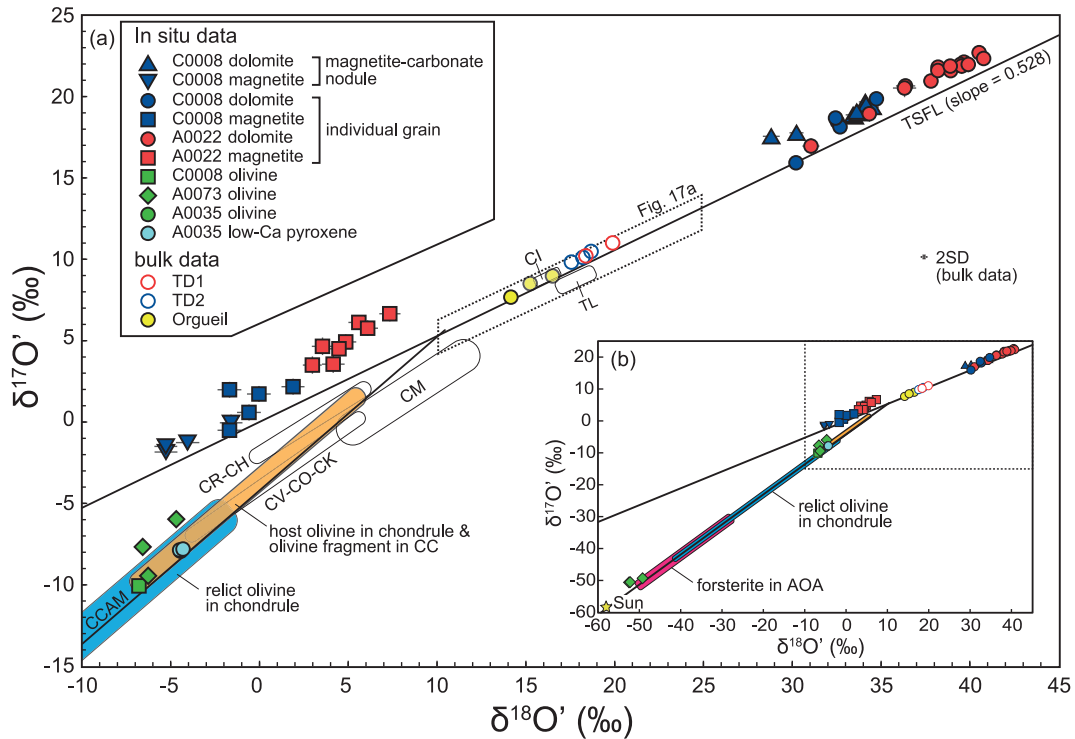 (a)
In situ data
C0008 dolomite
C0008 magnetite
magnetite-carbonate
nodule
C0008 dolomite
C0008 magnetite
A0022 dolomite
A0022 magnetite
individual grain
C0008 olivine
A0073 olivine
A0035 olivine
A0035 low-Ca pyroxene
bulk data
TD1
TD2
Orgueil
TSFL (slope = 0.528)
Fig. 17a
CI
TL
2SD
(bulk data)
CM
CR-CH
CV-CO-CK
host olivine in chondrule &
olivine fragment in CC
relict olivine
in chondrule
CCAM
25
20
15
10
5
0
-5
-10
-15
δ17O' (‰)
-10 -5 0 5 10 15 20 25 30 35 40 45
δ18O' (‰)
(b)
30
20
10
0
-10
-20
-30
-40
-50
-60
δ17O' (‰)
relict olivine
in chondrule
forsterite in AOA
Sun
-60 -50 -40 -30 -20 -10 0 10 20 30 40
δ18O' (‰)